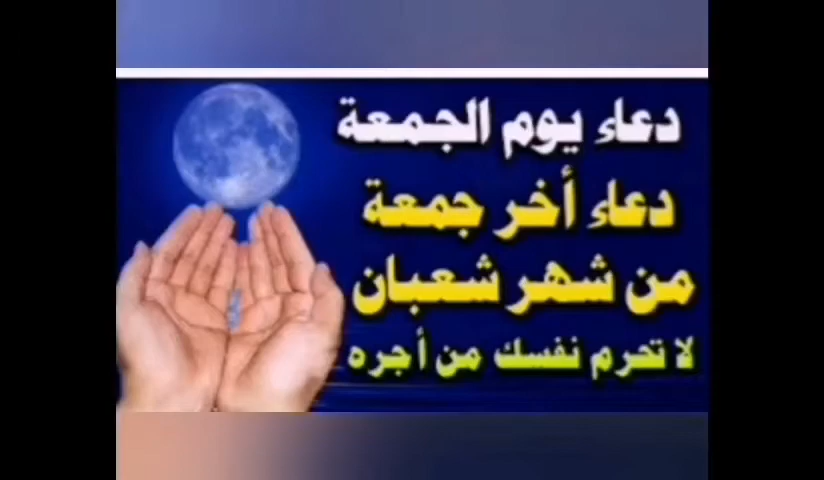 دعاء يوم الجمعة
دعاء أخر جمعة
من شهر شعبان
لا تحرم نفسك من أجره